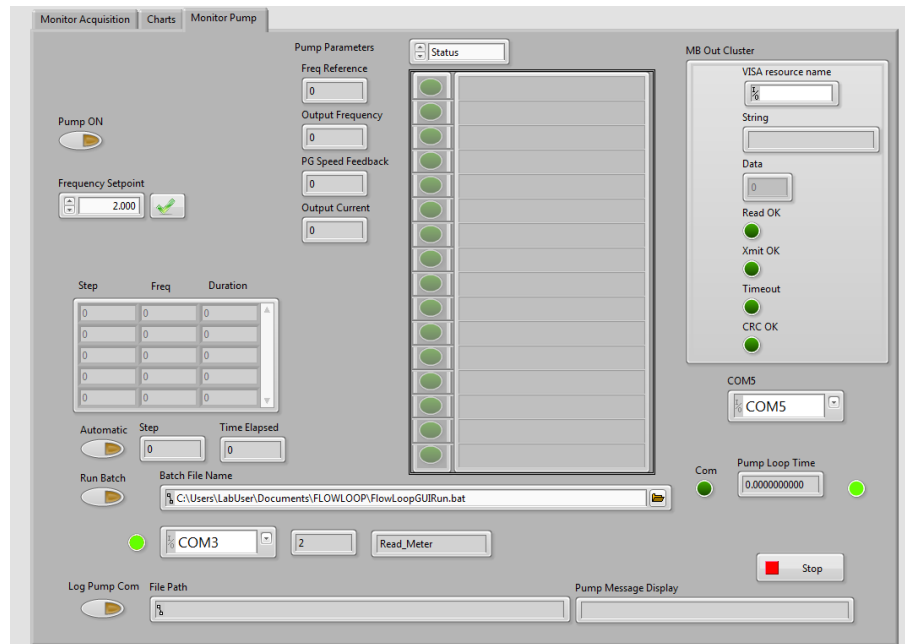 Monitor Acquisition Charts Monitor Pump
Pump Parameters
Status
MB Out Cluster
Freq Reference
0
VISA resource name
I/O
Output Frequency
0
String
Pump ON
PG Speed Feedback
0
Data
0
Frequency Setpoint
2.000
Output Current
0
Read OK
Xmit OK
Timeout
CRC OK
Step Freq Duration
0 0 0
0 0 0
0 0 0
0 0 0
0 0 0
COM5
I/O COM5
Automatic
Step
0
Time Elapsed
0
Run Batch
Batch File Name
C:\Users\LabUser\Documents\FLOWLOOP\FlowLoopGUIRun.bat
Com
Pump Loop Time
0.0000000000
I/O COM3
2
Read_Meter
Stop
Log Pump Com
File Path
Pump Message Display